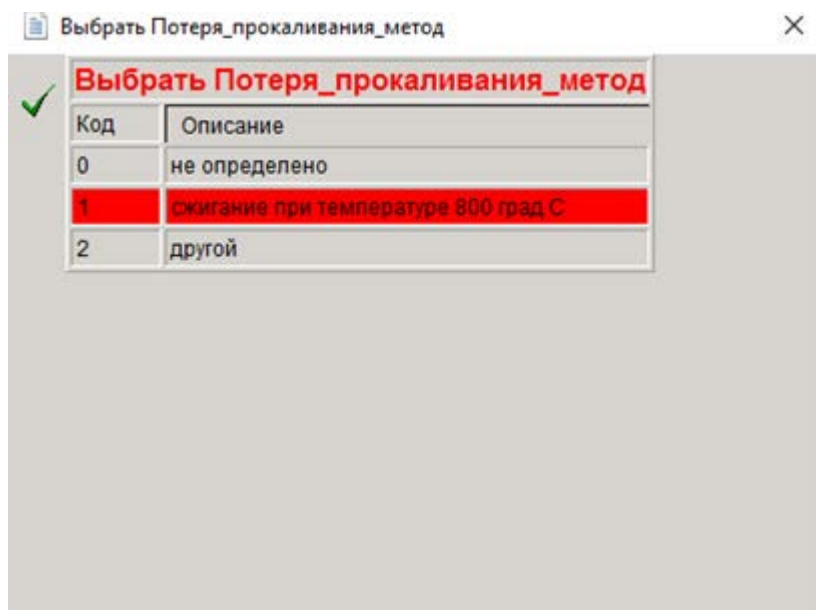 Выбрать Потеря_прокаливания_метод
Выбрать Потеря_прокаливания_метод
Код Описание
0 не определено
1 сжигание при температуре 800 град С
2 другой